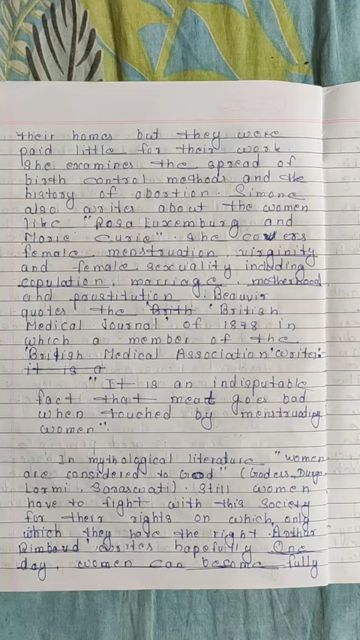 their homes but they were
paid little for their work
She examines the spread of
birth control methods and the
history of abortion. Simone
also writes about the women
like "Rosa Luxemburg and
Marie Curie". She covers
female menstruation, virginity
and female sexuality including
copulation, marriage, motherhood,
and prostitution. Beauvir
quotes the British
Medical Journal' of 1878 in
which a member of the
'British Medical Association' writes:
it is a
"It is an indisputable
fact that meat goes bad
when touched by menstruating
women".
In mythological literature "women
are considered to God" (Godess, Durga
Laxmi, Saraswati). Still women
have to fight with this society
for their rights on which only
which they have the right.
Rimbaud writes hopefully One
day, women can become fully